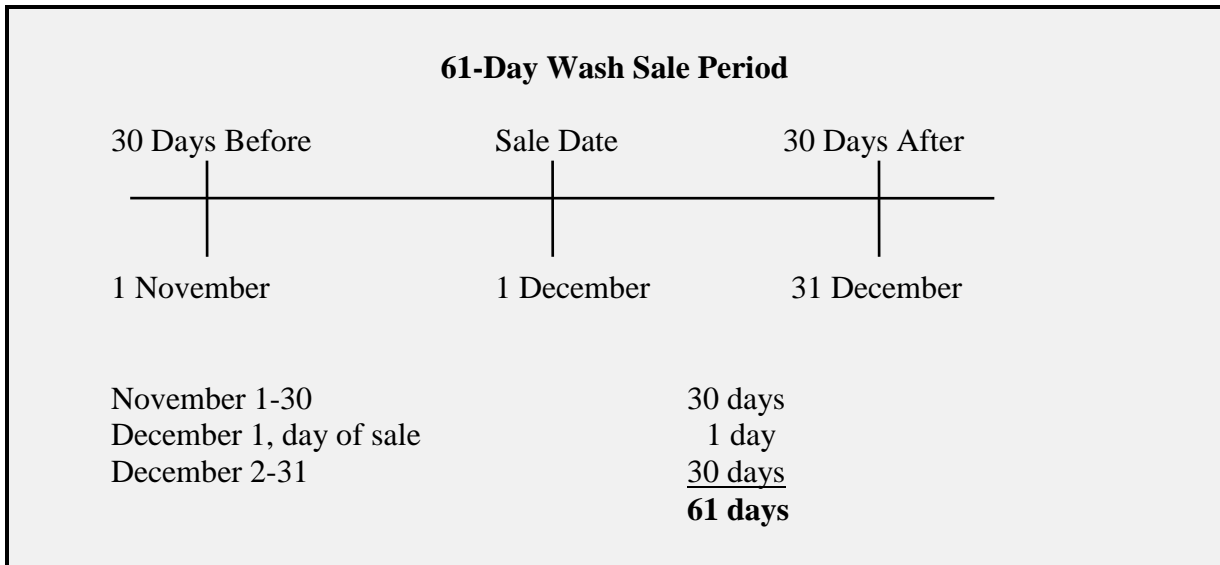 61-Day Wash Sale Period
30 Days Before Sale Date 30 Days After
1 November 1 December 31 December
November 1-30 30 days
December 1, day of sale 1 day
December 2-31 30 days
61 days